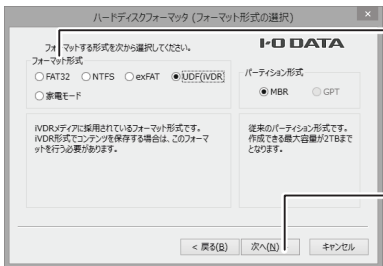 ハードディスクフォーマッタ (フォーマット形式の選択)
×
フォーマットする形式を次から選択してください。
I-O DATA
フォーマット形式
FAT32 NTFS exFAT UDF(iVDR)
家電モード
パーティション形式
MBR GPT
iVDRメディアに採用されているフォーマット形式です。
iVDR形式でコンテンツを保存する場合は、このフォーマ
ットを行う必要があります。
従来のパーティション形式です。
作成できる最大容量が2TBまで
となります。
< 戻る(B) 次へ(N) キャンセル